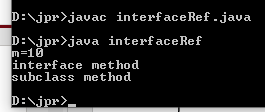 D:\jpr>javac interfaceRef.java
D:\jpr>java interfaceRef
m=10
interface method
subclass method
D:\jpr>_